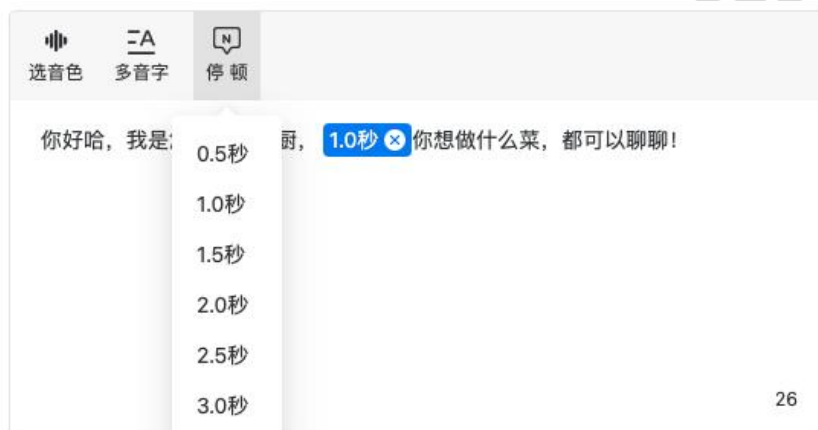 选音色 多音字 停 顿
你好哈，我是 厨， 1.0秒 你想做什么菜，都可以聊聊！
0.5秒
1.0秒
1.5秒
2.0秒
2.5秒
3.0秒
26